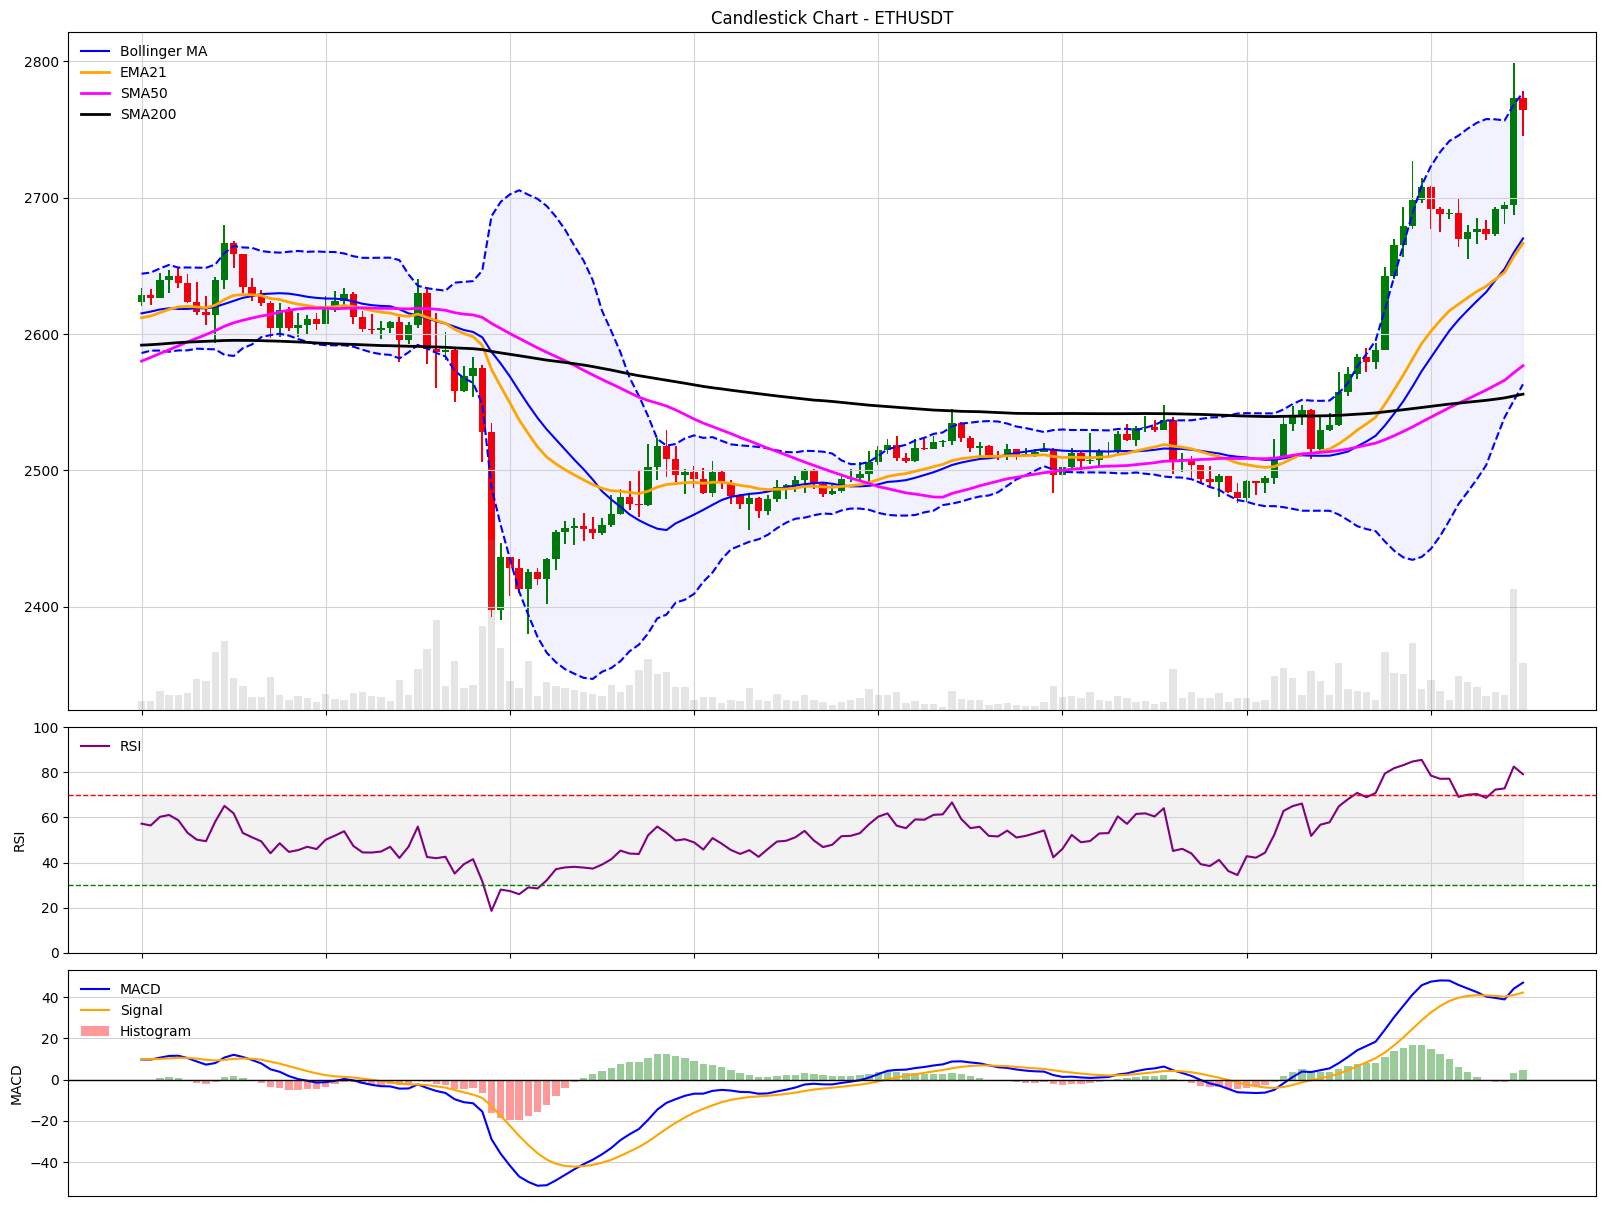 Candlestick Chart - ETHUSDT
Bollinger MA
EMA21
SMA50
SMA200
2800
2700
2600
2500
2400
RSI
100
80
60
40
20
0
RSI
MACD
Signal
Histogram
40
20
0
−20
−40
MACD